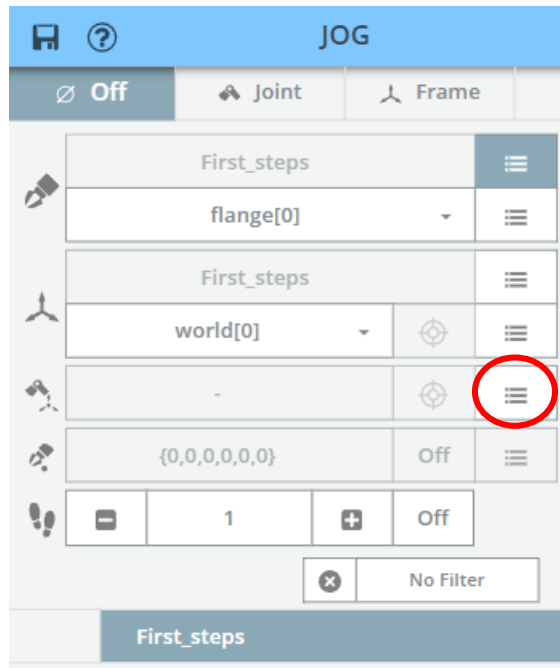 JOG
Off Joint Frame
First_steps
flange[0]
First_steps
world[0]
-
{0,0,0,0,0,0} Off
1 Off
No Filter
First_steps